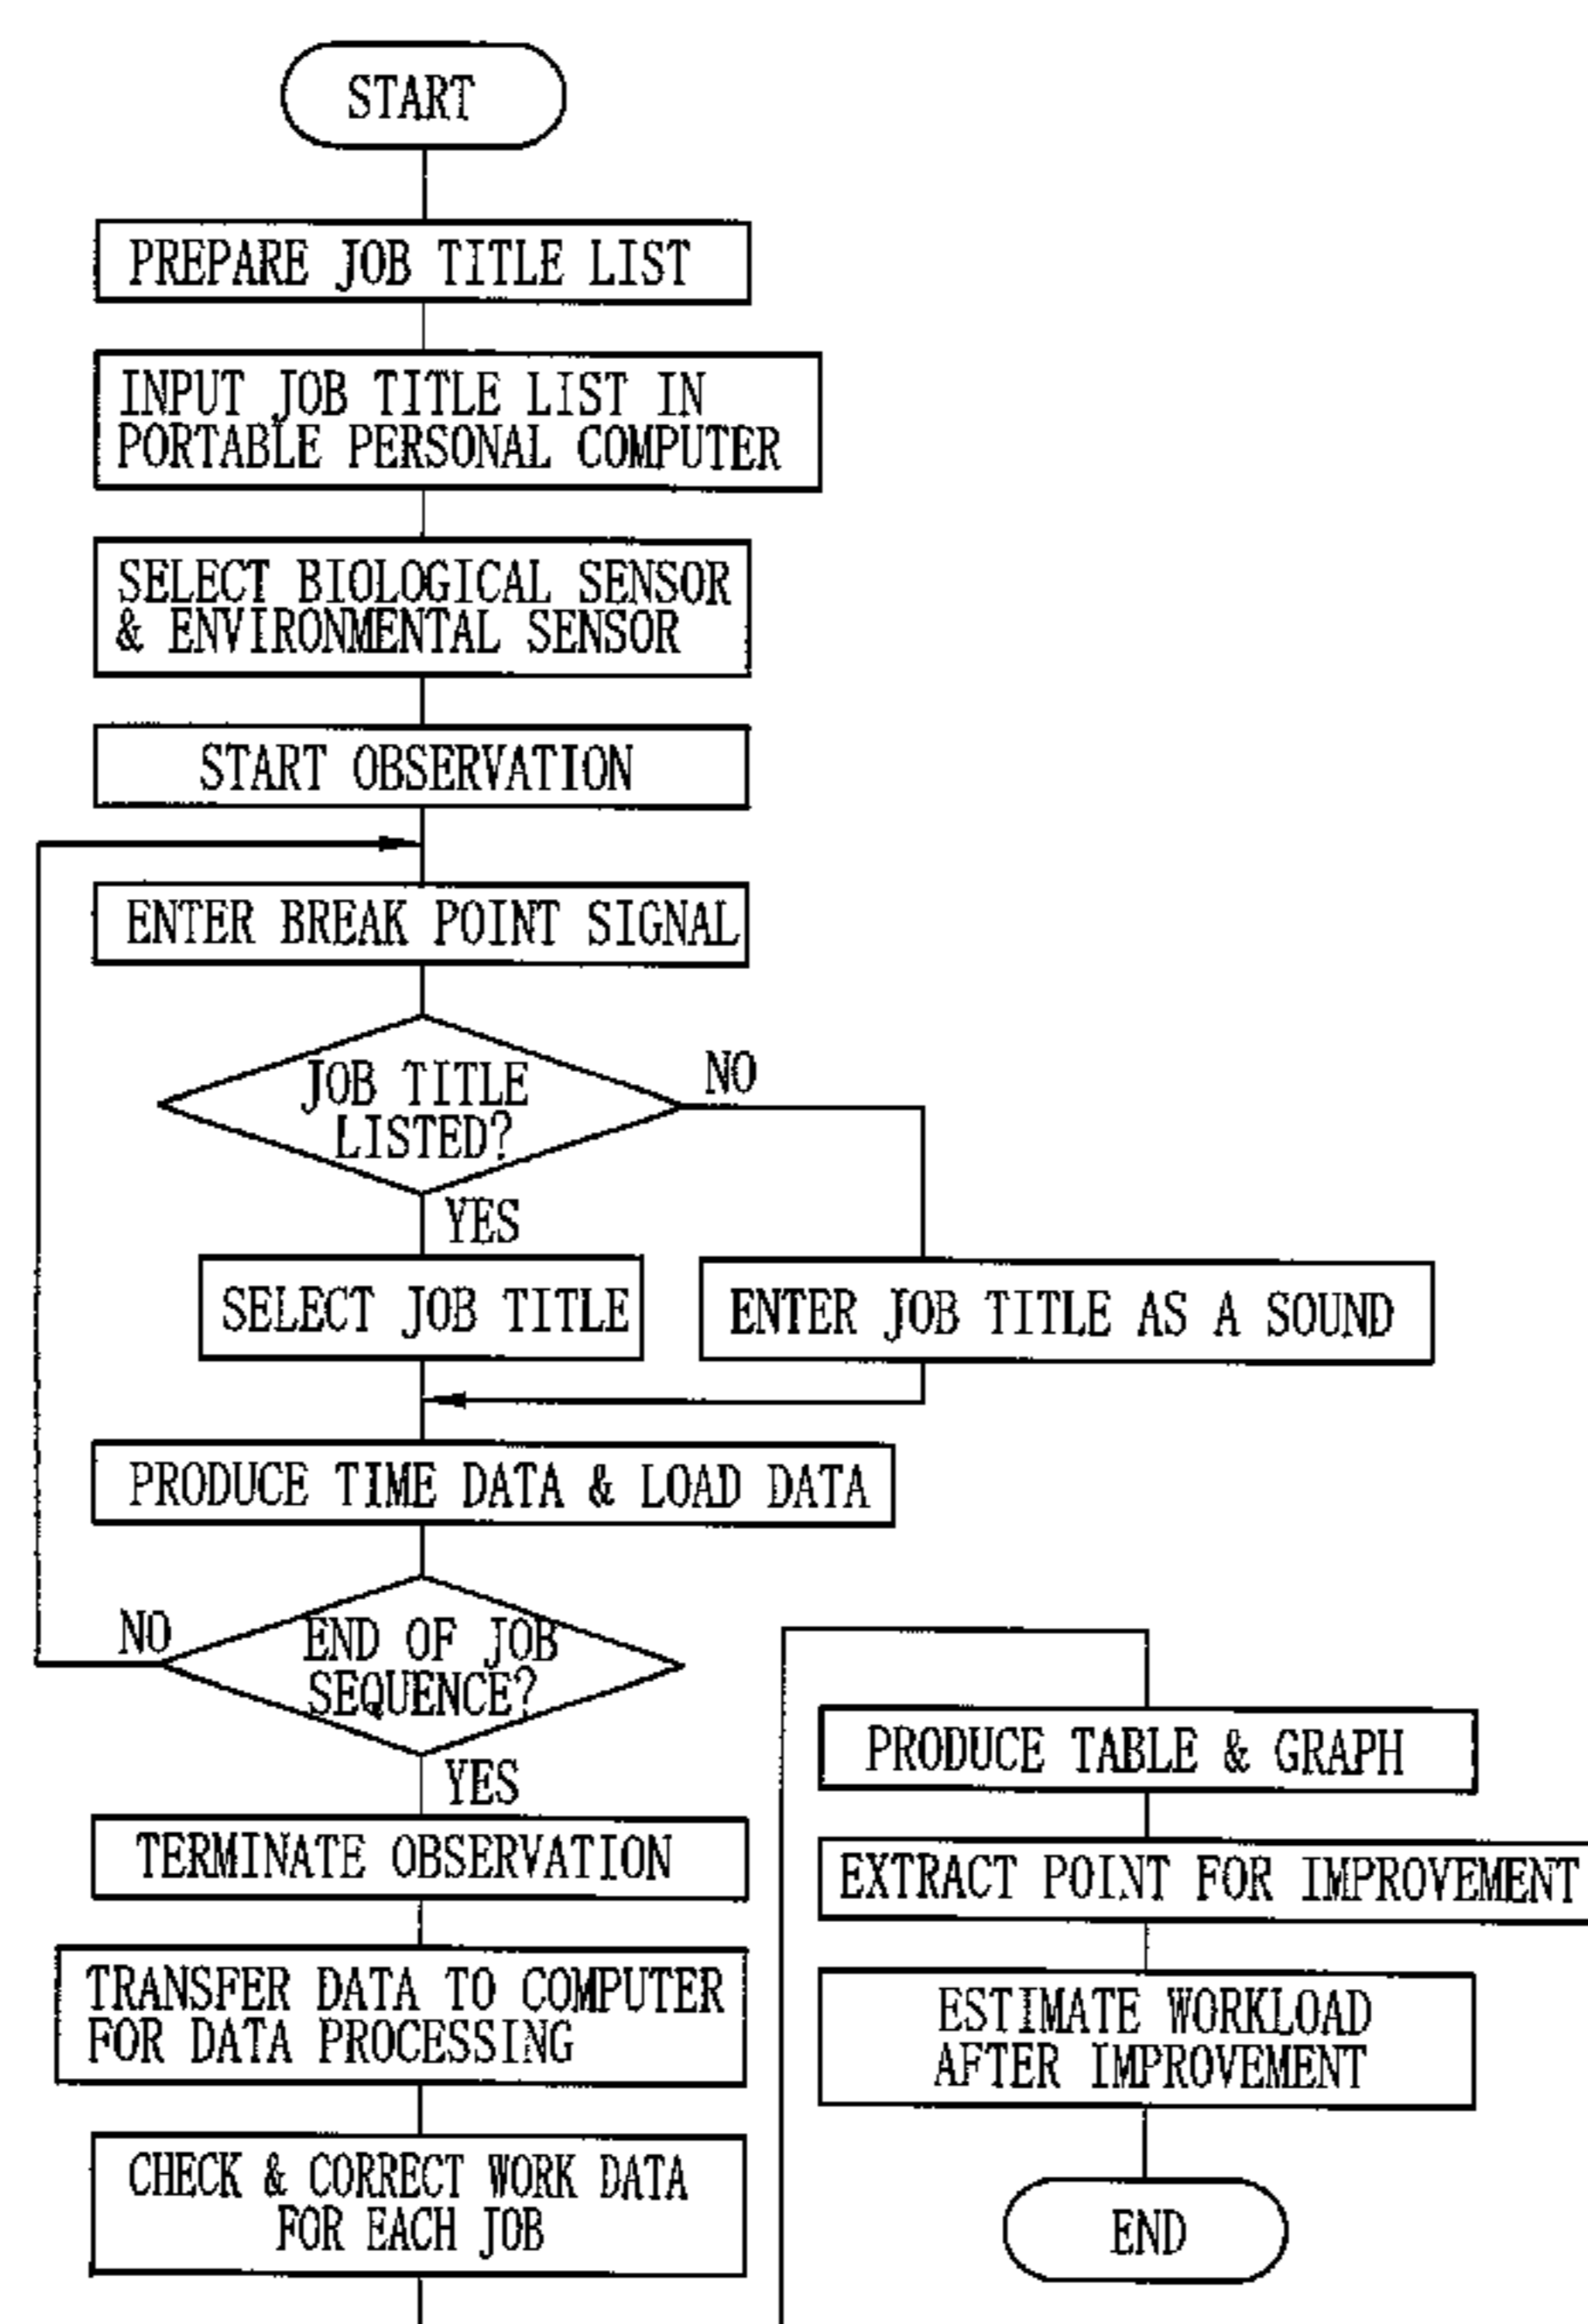 START
PREPARE JOB TITLE LIST
INPUT JOB TITLE LIST IN
PORTABLE PERSONAL COMPUTER
SELECT BIOLOGICAL SENSOR
& ENVIRONMENTAL SENSOR
START OBSERVATION
ENTER BREAK POINT SIGNAL
JOB TITLE
LISTED?
NO
YES
SELECT JOB TITLE
ENTER JOB TITLE AS A SOUND
PRODUCE TIME DATA & LOAD DATA
END OF JOB
SEQUENCE?
NO
YES
TERMINATE OBSERVATION
TRANSFER DATA TO COMPUTER
FOR DATA PROCESSING
CHECK & CORRECT WORK DATA
FOR EACH JOB
PRODUCE TABLE & GRAPH
EXTRACT POINT FOR IMPROVEMENT
ESTIMATE WORKLOAD
AFTER IMPROVEMENT
END